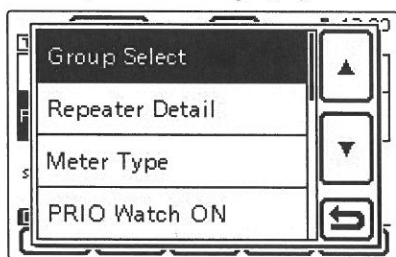 Group Select
Repeater Detail
Meter Type
PRIO Watch ON